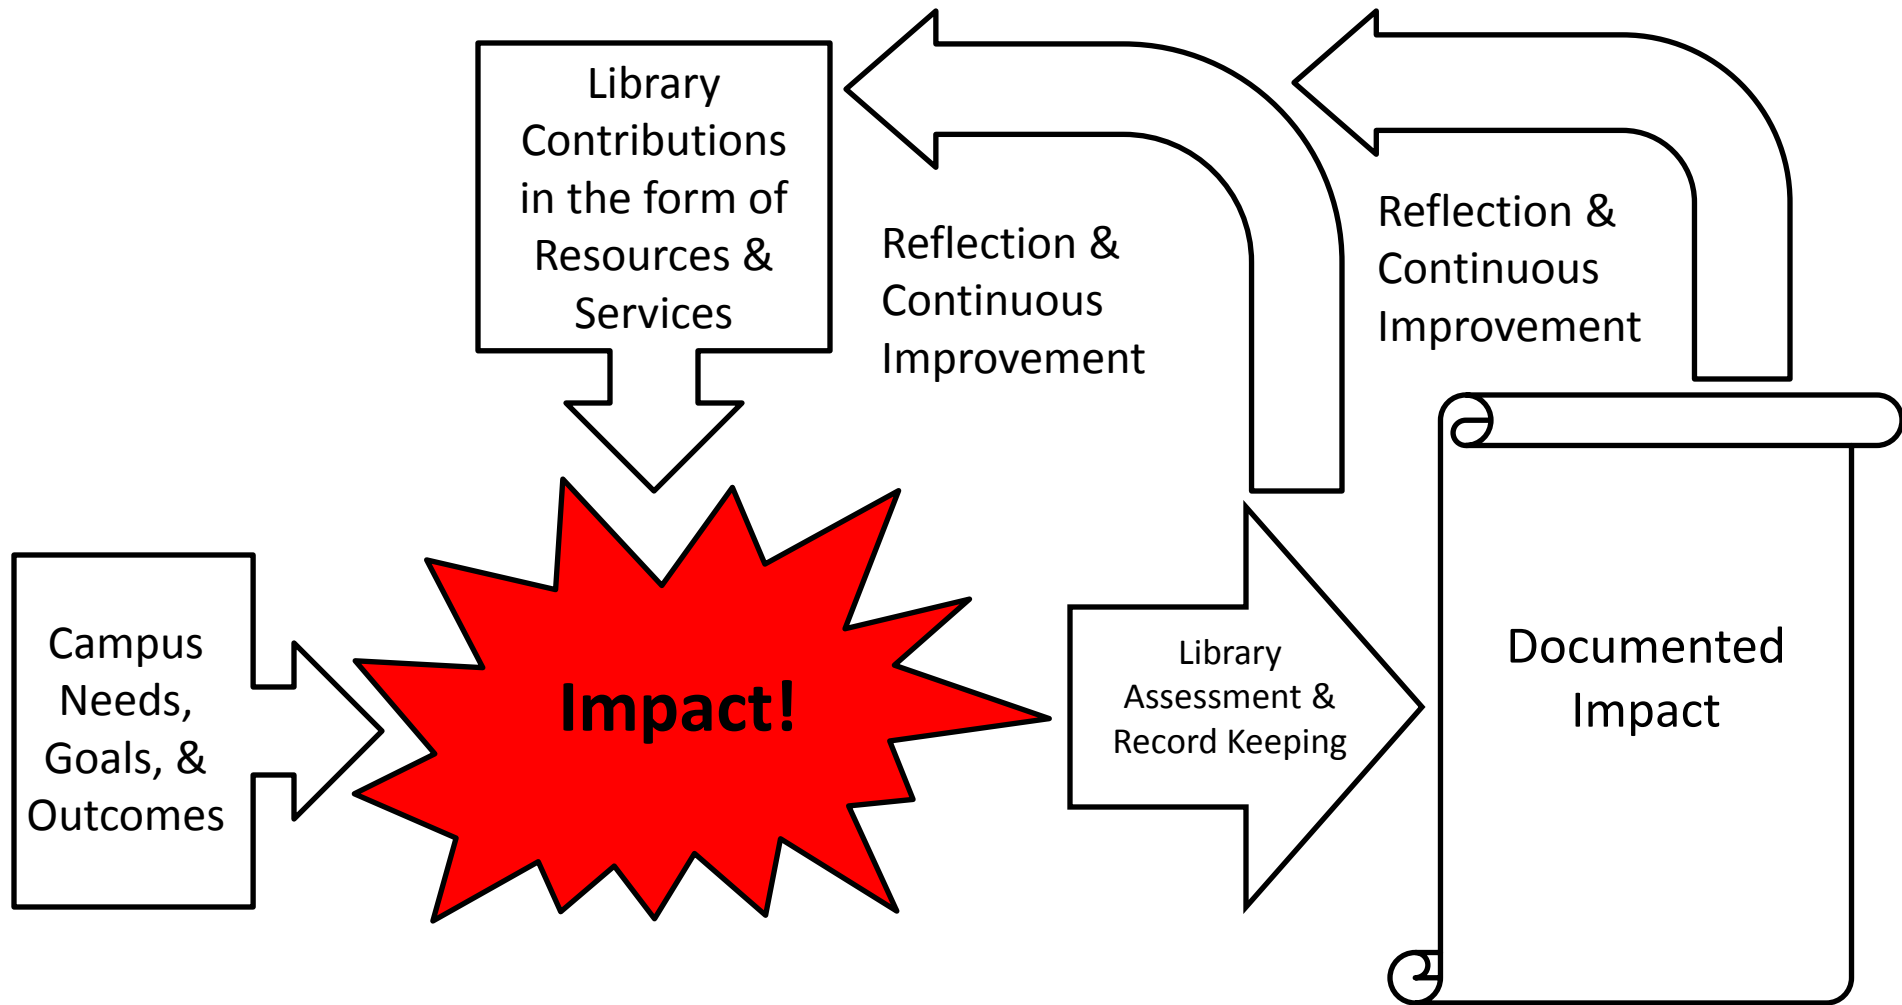 Library
Contributions
in the form of
Resources &
Services
Reflection &
Continuous
Improvement
Reflection &
Continuous
Improvement
Campus
Needs,
Goals, &
Outcomes
Impact!
Library
Assessment &
Record Keeping
Documented
Impact